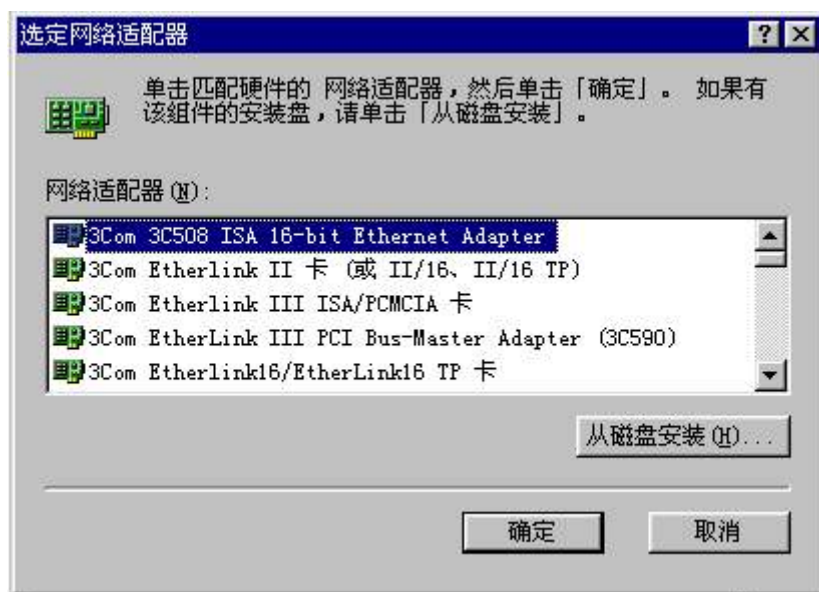 选定网络适配器
单击匹配硬件的 网络适配器，然后单击「确定」。 如果有
该组件的安装盘，请单击「从磁盘安装」。
网络适配器(N):
3Com 3C508 ISA 16-bit Ethernet Adapter
3Com Etherlink II 卡 (或 II/16、II/16 TP)
3Com Etherlink III ISA/PCMCIA 卡
3Com EtherLink III PCI Bus-Master Adapter (3C590)
3Com Etherlink16/EtherLink16 TP 卡
从磁盘安装(H)...
确定
取消